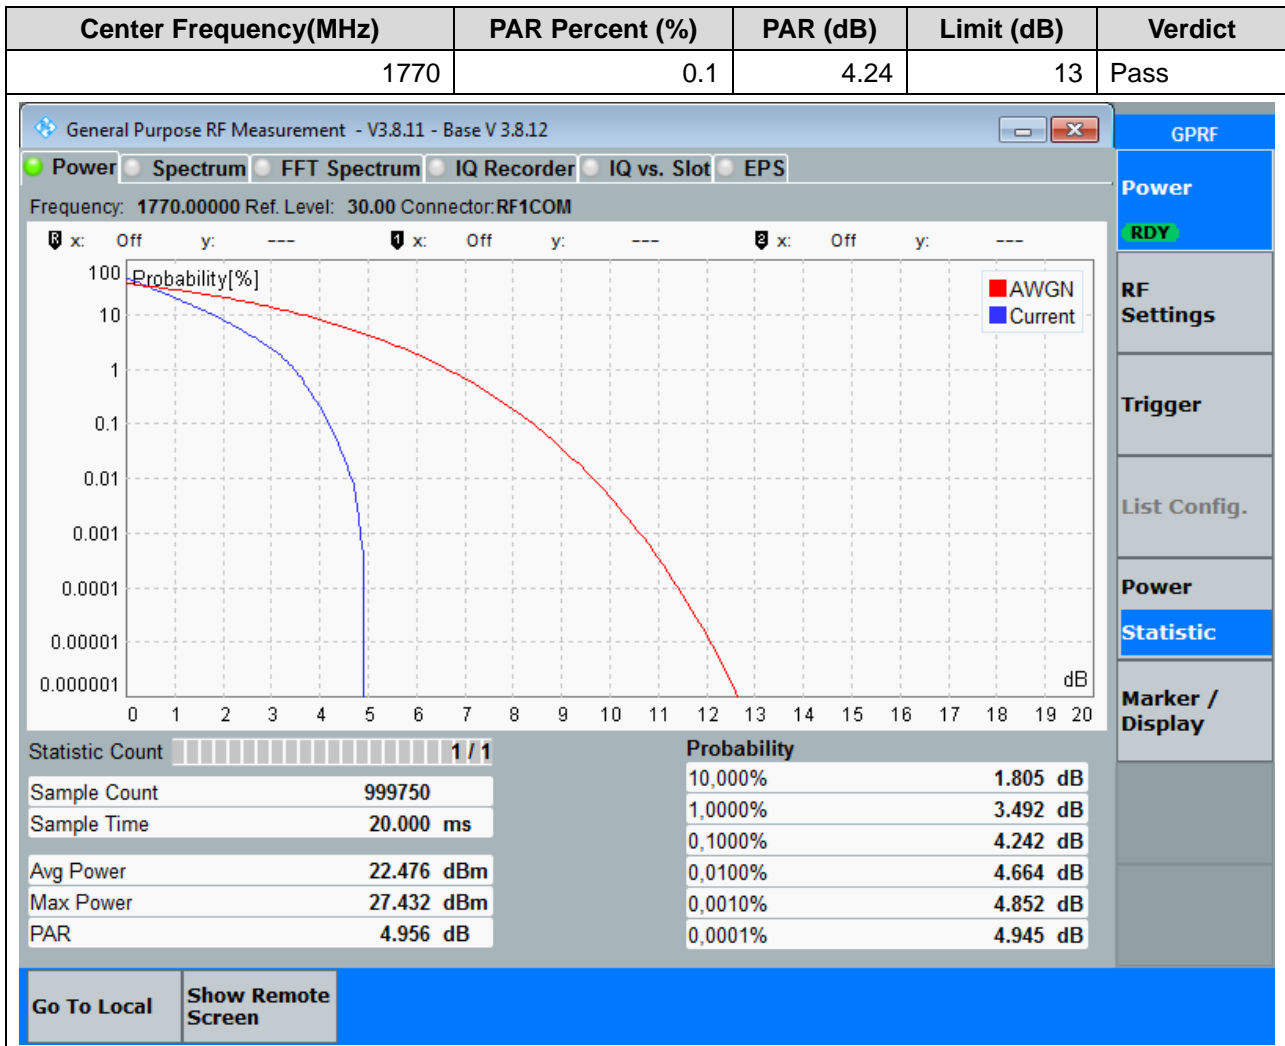 Center Frequency(MHz) PAR Percent (%) PAR (dB) Limit (dB) Verdict
1770 0.1 4.24 13 Pass
General Purpose RF Measurement - V3.8.11 - Base V 3.8.12
GPRF
Power Spectrum FFT Spectrum IQ Recorder IQ vs. Slot EPS
Power
RDY
Frequency: 1770.00000 Ref. Level: 30.00 Connector: RF1COM
R x: Off y: --- 1 x: Off y: --- 2 x: Off y: ---
Probability[%]
AWGN
Current
100
10
1
0.1
0.01
0.001
0.0001
0.00001
0.000001
dB
0 1 2 3 4 5 6 7 8 9 10 11 12 13 14 15 16 17 18 19 20
RF
Settings
Trigger
List Config.
Power
Statistic
Marker /
Display
Statistic Count 1 / 1
Sample Count 999750
Sample Time 20.000 ms
Avg Power 22.476 dBm
Max Power 27.432 dBm
PAR 4.956 dB
Probability
10,000% 1.805 dB
1,0000% 3.492 dB
0,1000% 4.242 dB
0,0100% 4.664 dB
0,0010% 4.852 dB
0,0001% 4.945 dB
Go To Local
Show Remote
Screen